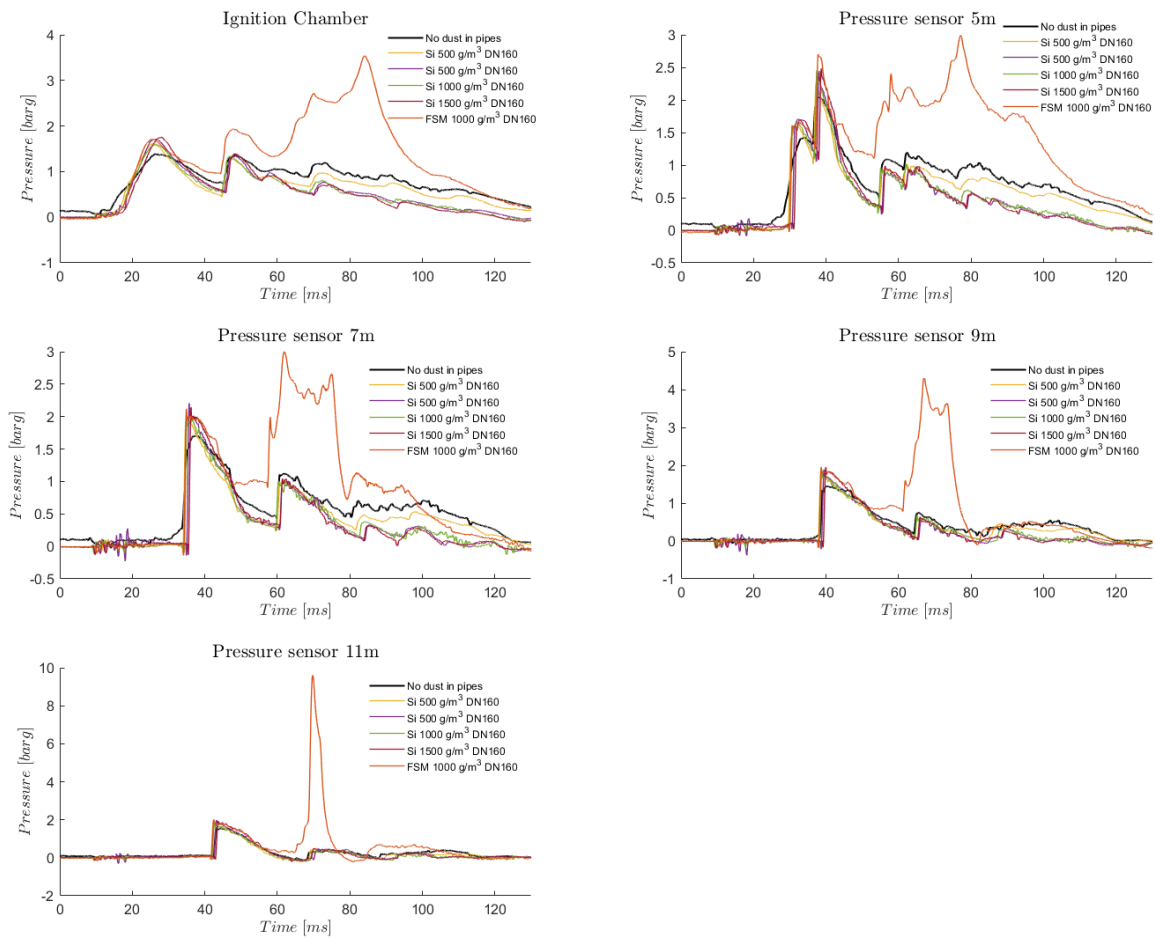 Ignition Chamber
4
3
2
1
0
-1
0 20 40 60 80 100 120
Pressure [barg]
Time [ms]
No dust in pipes
Si 500 g/m³ DN160
Si 500 g/m³ DN160
Si 1000 g/m³ DN160
Si 1500 g/m³ DN160
FSM 1000 g/m³ DN160
Pressure sensor 5m
3
2.5
2
1.5
1
0.5
0
-0.5
0 20 40 60 80 100 120
Pressure [barg]
Time [ms]
No dust in pipes
Si 500 g/m³ DN160
Si 500 g/m³ DN160
Si 1000 g/m³ DN160
Si 1500 g/m³ DN160
FSM 1000 g/m³ DN160
Pressure sensor 7m
3
2.5
2
1.5
1
0.5
0
-0.5
0 20 40 60 80 100 120
Pressure [barg]
Time [ms]
No dust in pipes
Si 500 g/m³ DN160
Si 500 g/m³ DN160
Si 1000 g/m³ DN160
Si 1500 g/m³ DN160
FSM 1000 g/m³ DN160
Pressure sensor 9m
5
4
3
2
1
0
-1
0 20 40 60 80 100 120
Pressure [barg]
Time [ms]
No dust in pipes
Si 500 g/m³ DN160
Si 500 g/m³ DN160
Si 1000 g/m³ DN160
Si 1500 g/m³ DN160
FSM 1000 g/m³ DN160
Pressure sensor 11m
10
8
6
4
2
0
-2
0 20 40 60 80 100 120
Pressure [barg]
Time [ms]
No dust in pipes
Si 500 g/m³ DN160
Si 500 g/m³ DN160
Si 1000 g/m³ DN160
Si 1500 g/m³ DN160
FSM 1000 g/m³ DN160